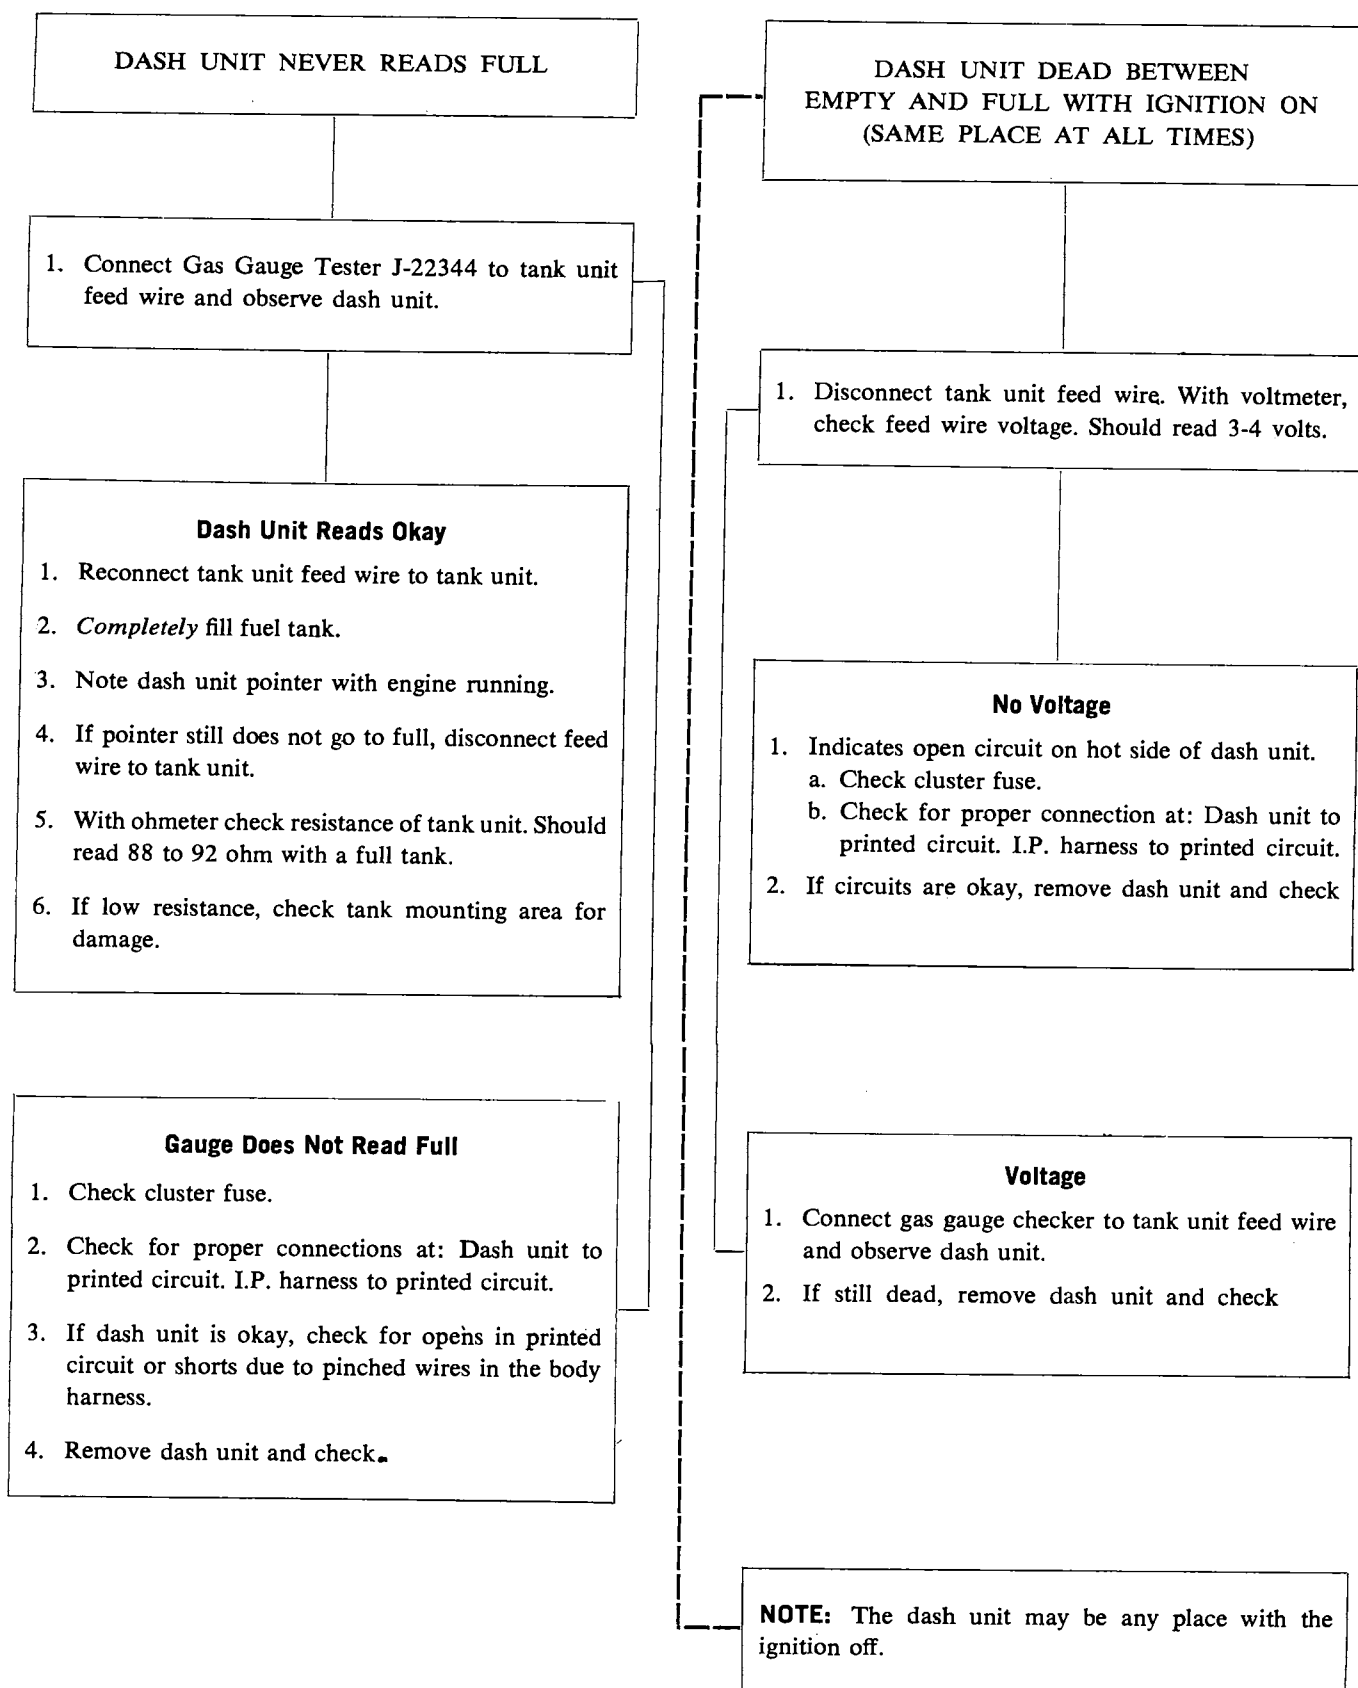 DASH UNIT NEVER READS FULL
1. Connect Gas Gauge Tester J-22344 to tank unit
feed wire and observe dash unit.
Dash Unit Reads Okay
1. Reconnect tank unit feed wire to tank unit.
2. Completely fill fuel tank.
3. Note dash unit pointer with engine running.
4. If pointer still does not go to full, disconnect feed
wire to tank unit.
5. With ohmeter check resistance of tank unit. Should
read 88 to 92 ohm with a full tank.
6. If low resistance, check tank mounting area for
damage.
Gauge Does Not Read Full
1. Check cluster fuse.
2. Check for proper connections at: Dash unit to
printed circuit. I.P. harness to printed circuit.
3. If dash unit is okay, check for opens in printed
circuit or shorts due to pinched wires in the body
harness.
4. Remove dash unit and check.
DASH UNIT DEAD BETWEEN
EMPTY AND FULL WITH IGNITION ON
(SAME PLACE AT ALL TIMES)
1. Disconnect tank unit feed wire. With voltmeter,
check feed wire voltage. Should read 3-4 volts.
No Voltage
1. Indicates open circuit on hot side of dash unit.
a. Check cluster fuse.
b. Check for proper connection at: Dash unit to
printed circuit. I.P. harness to printed circuit.
2. If circuits are okay, remove dash unit and check
Voltage
1. Connect gas gauge checker to tank unit feed wire
and observe dash unit.
2. If still dead, remove dash unit and check
NOTE: The dash unit may be any place with the
ignition off.